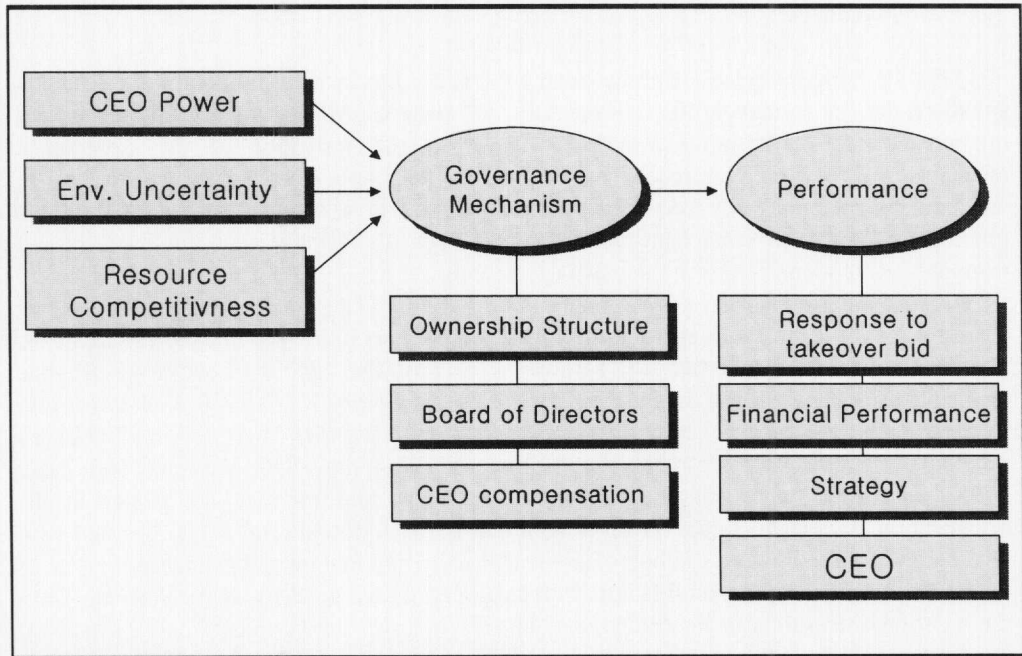 CEO Power
Env. Uncertainty
Resource
Competitivness
Governance
Mechanism
Performance
Ownership Structure
Board of Directors
CEO compensation
Response to
takeover bid
Financial Performance
Strategy
CEO